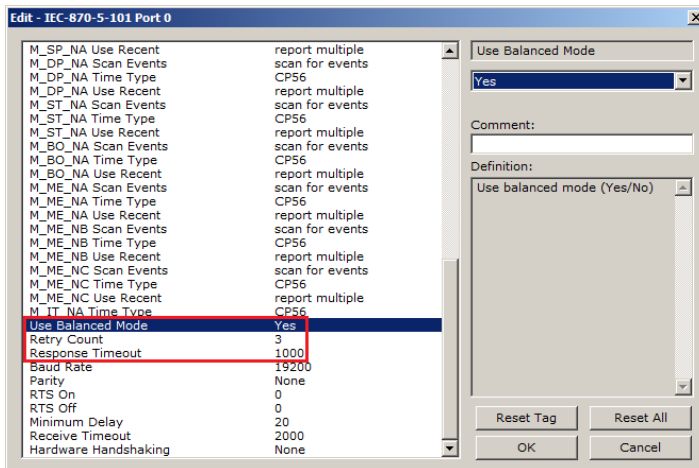 Edit - IEC-870-5-101 Port 0
M_SP_NA Use Recent report multiple
M_DP_NA Scan Events scan for events
M_DP_NA Time Type CP56
M_DP_NA Use Recent report multiple
M_ST_NA Scan Events scan for events
M_ST_NA Time Type CP56
M_ST_NA Use Recent report multiple
M_BO_NA Scan Events scan for events
M_BO_NA Time Type CP56
M_BO_NA Use Recent report multiple
M_ME_NA Scan Events scan for events
M_ME_NA Time Type CP56
M_ME_NA Use Recent report multiple
M_ME_NB Scan Events scan for events
M_ME_NB Time Type CP56
M_ME_NB Use Recent report multiple
M_ME_NC Scan Events scan for events
M_ME_NC Time Type CP56
M_ME_NC Use Recent report multiple
M_IT_NA Time Type CP56
Use Balanced Mode Yes
Retry Count 3
Response Timeout 1000
Baud Rate 19200
Parity None
RTS On 0
RTS Off 0
Minimum Delay 20
Receive Timeout 2000
Hardware Handshaking None
Use Balanced Mode
Yes
Comment:
Definition:
Use balanced mode (Yes/No)
Reset Tag Reset All
OK Cancel